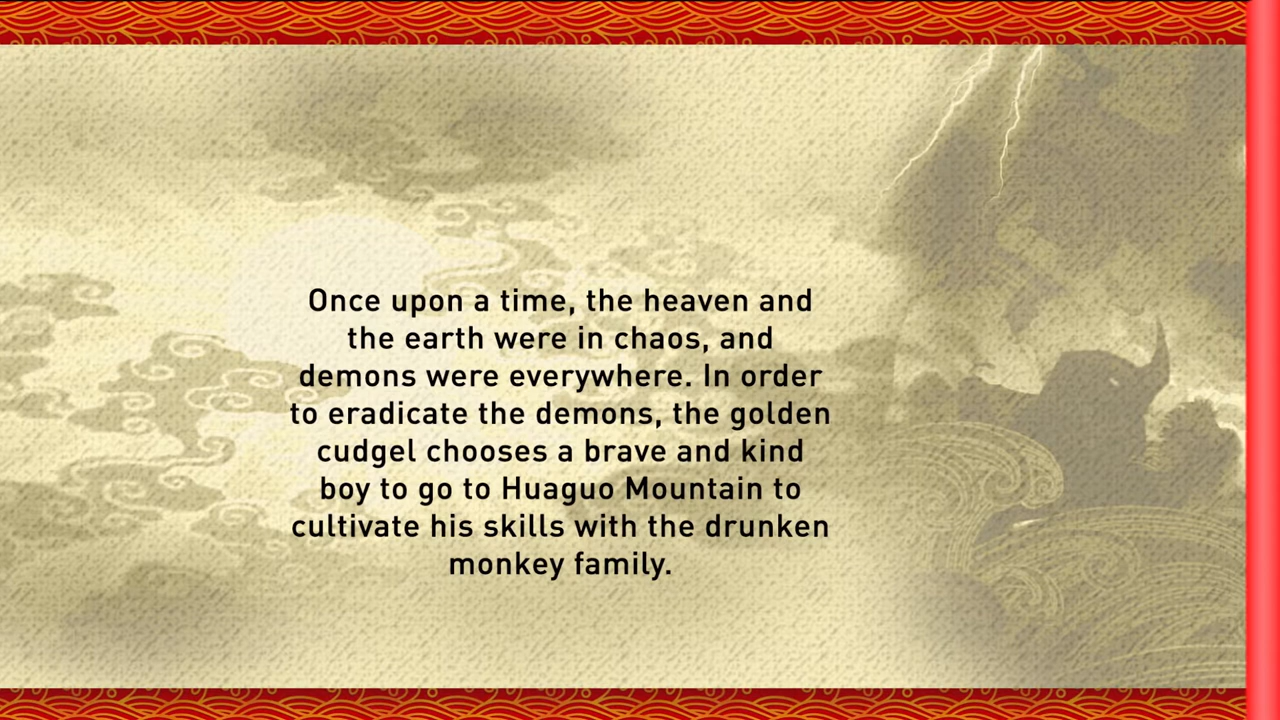 Once upon a time, the heaven and
the earth were in chaos, and
demons were everywhere. In order
to eradicate the demons, the golden
cudgel chooses a brave and kind
boy to go to Huaguo Mountain to
cultivate his skills with the drunken
monkey family.